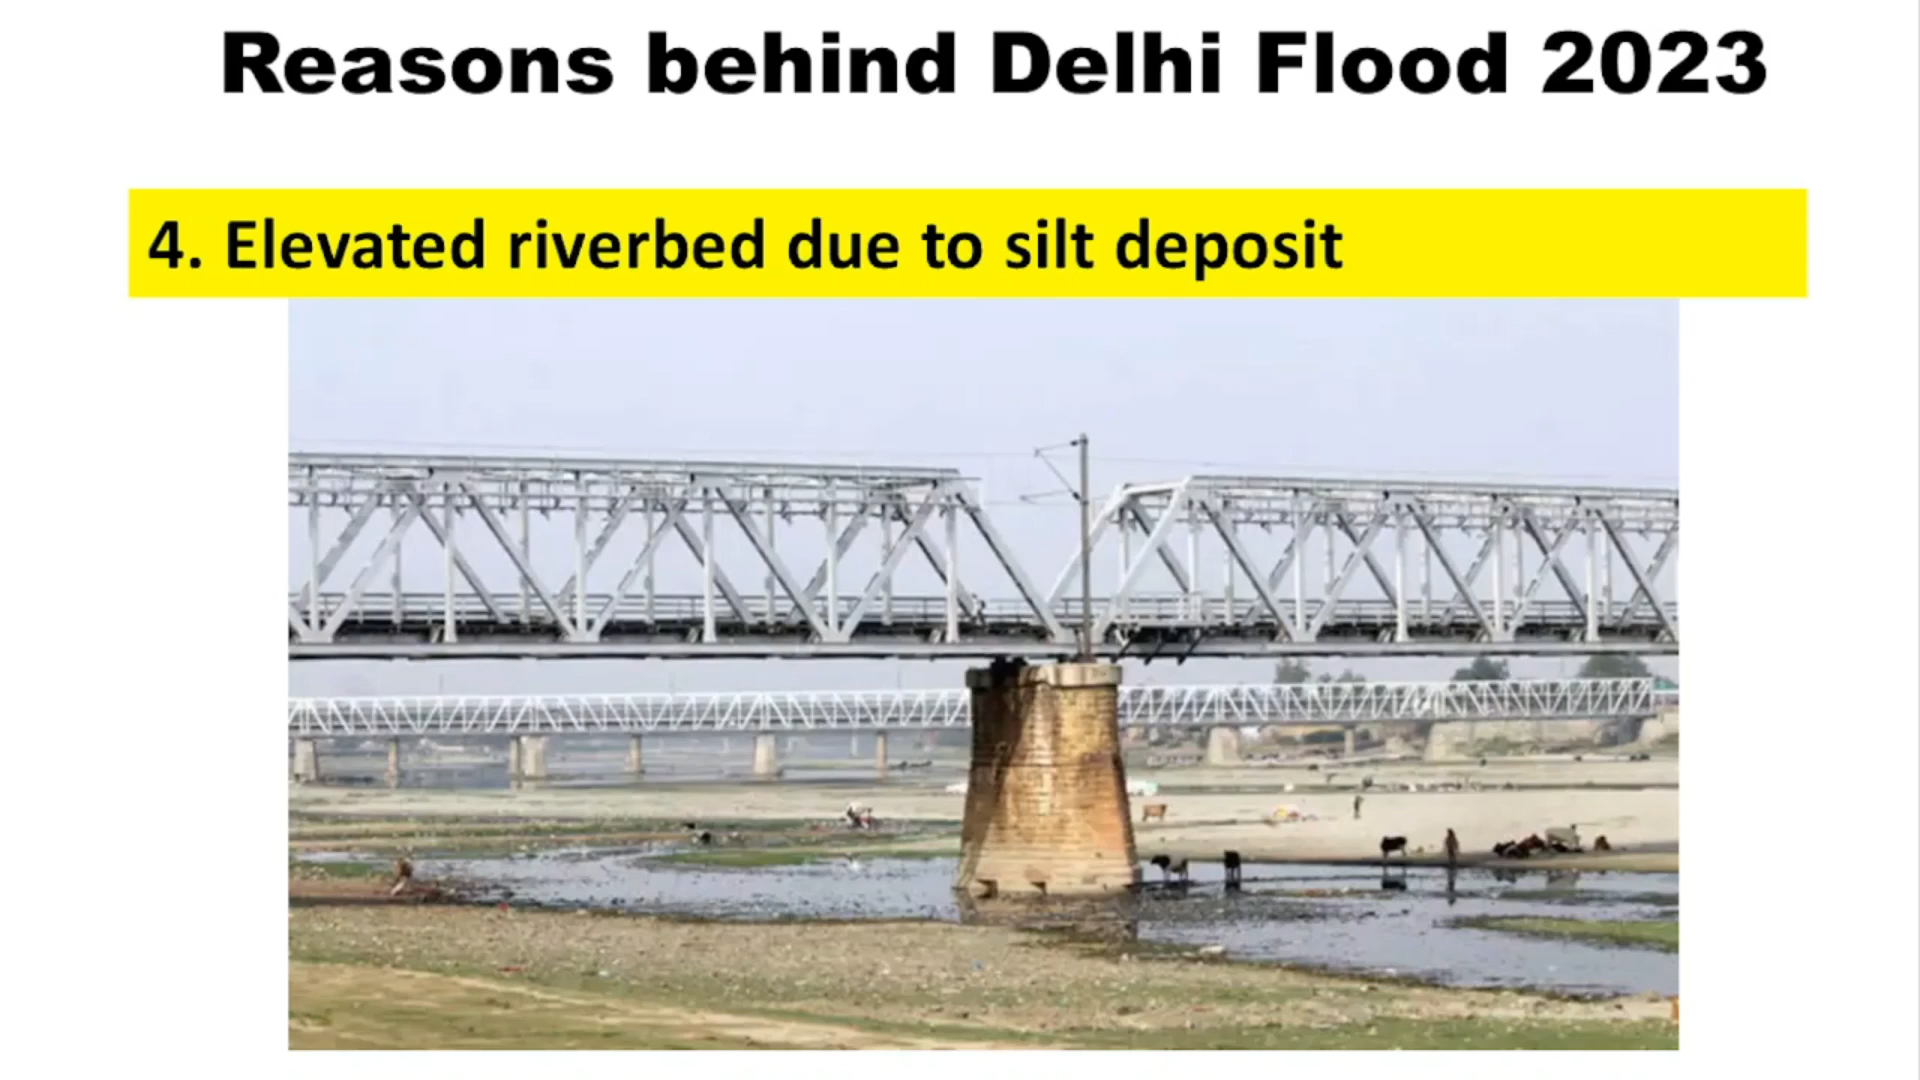 Reasons behind Delhi Flood 2023
4. Elevated riverbed due to silt deposit